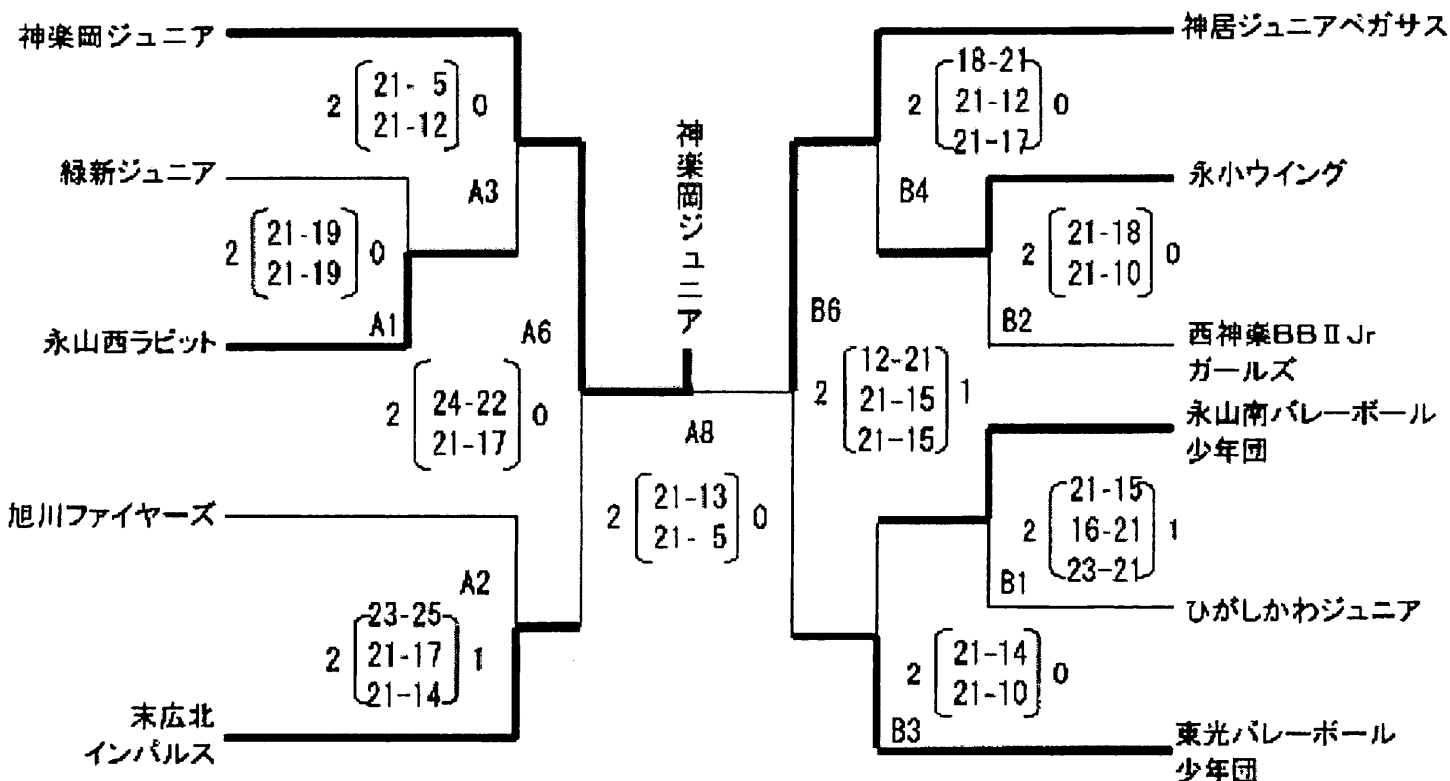 神楽岡ジュニア
2 21- 5 0
21-12
緑新ジュニア
A3
2 21-19 0
21-19
A1
永山西ラビット
A6
2 24-22 0
21-17
旭川ファイヤーズ
A2
23-25
2 21-17 1
21-14
末広北
インパルス
神楽岡ジュニア
A8
2 21-13 0
21- 5
神居ジュニアペガサス
18-21
2 21-12 0
21-17
永小ウイング
B4
2 21-18 0
21-10
B2
西神楽BBⅡJr
ガールズ
B6
12-21
2 21-15 1
21-15
永山南バレーボール
少年団
21-15
2 16-21 1
23-21
B1
ひがしかわジュニア
2 21-14 0
21-10
B3
東光バレーボール
少年団